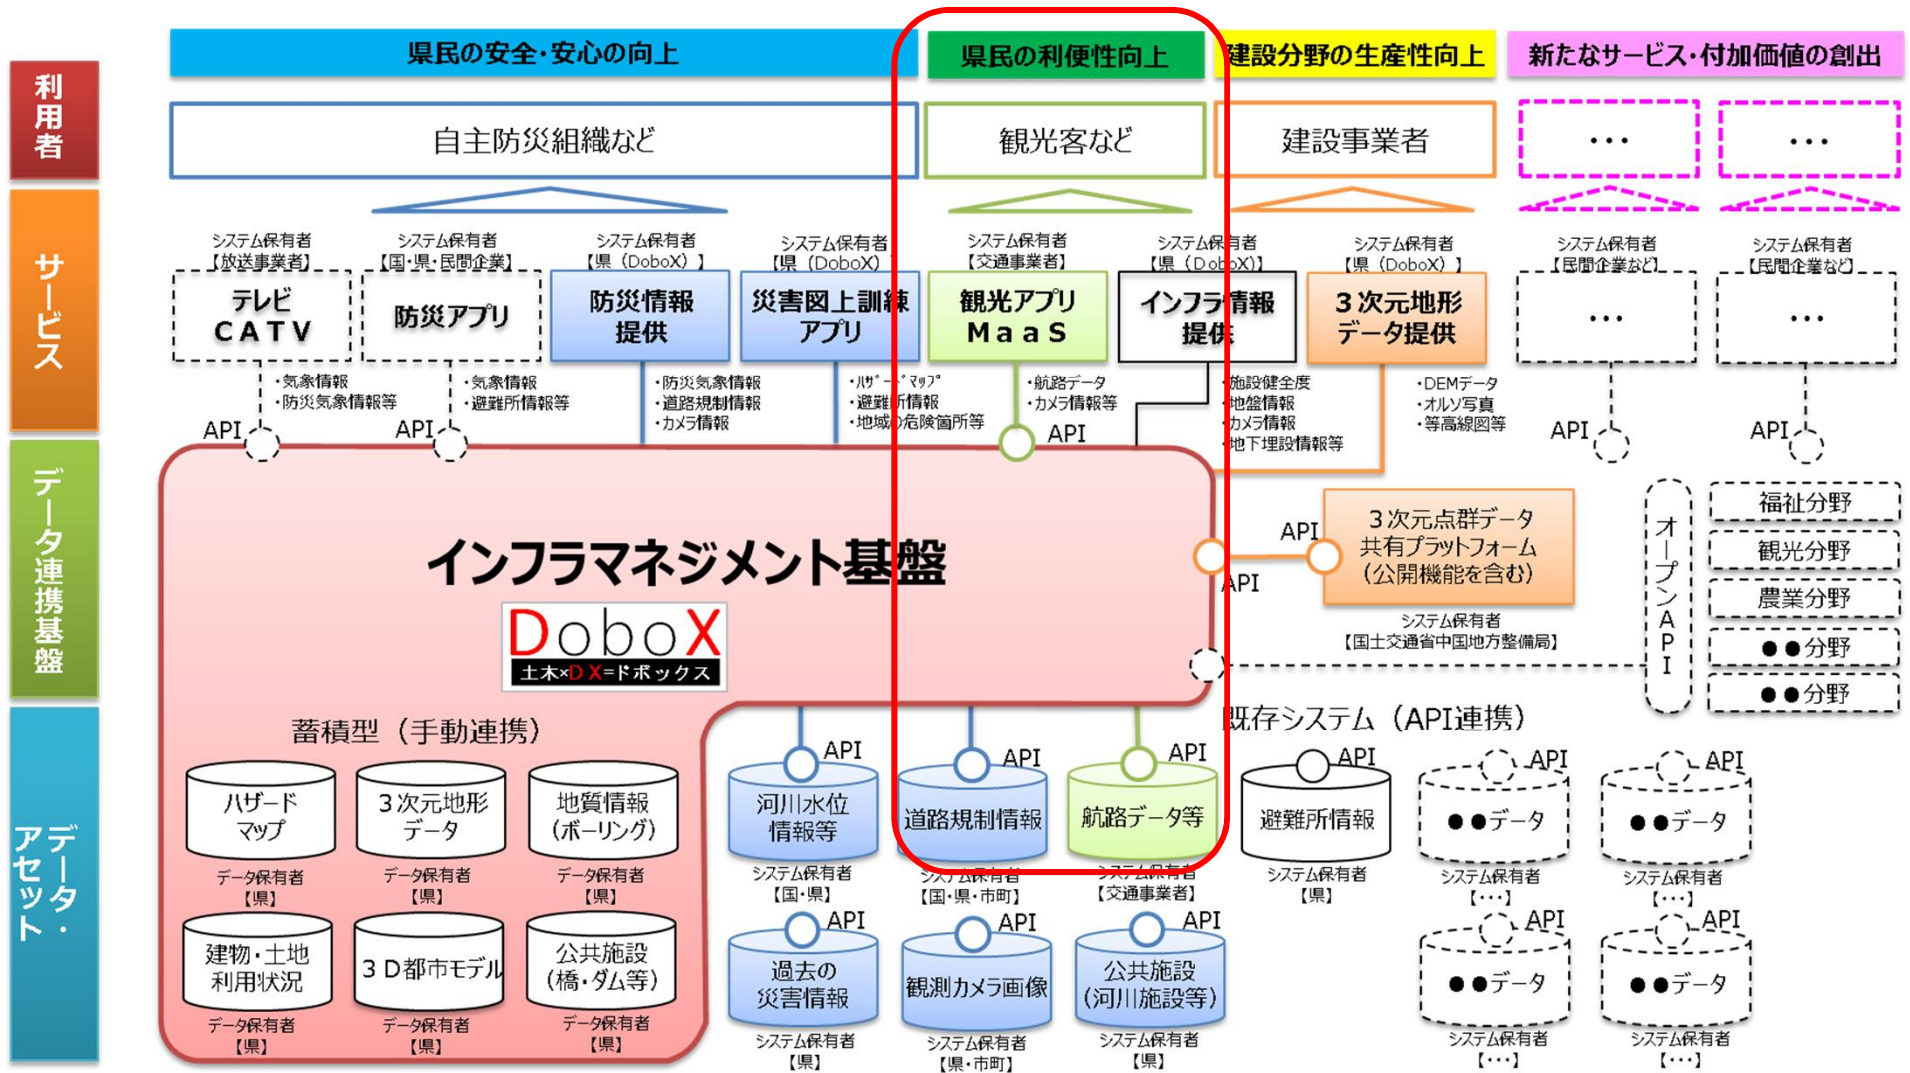 県民の安全・安心の向上
県民の利便性向上
建設分野の生産性向上
新たなサービス・付加価値の創出
利用者
自主防災組織など
観光客など
建設事業者
・・・
・・・
サービス
システム保有者
【放送事業者】
テレビ
ＣＡＴＶ
・気象情報
・防災気象情報等
API
システム保有者
【国・県・民間企業】
防災アプリ
・気象情報
・避難所情報等
API
システム保有者
【県（DoboX）】
防災情報
提供
・防災気象情報
・道路規制情報
・カメラ情報
システム保有者
【県（DoboX）
災害図上訓練
アプリ
・ハザードマップ
・避難所情報
・地域の危険箇所等
システム保有者
【交通事業者】
観光アプリ
ＭａａＳ
・航路データ
・カメラ情報等
API
システム保有者
【県（DoboX）】
インフラ情報
提供
・施設健全度
・地盤情報
・カメラ情報
・地下埋設情報等
システム保有者
【県（DoboX）】
３次元地形
データ提供
・DEMデータ
・オルソ写真
・等高線図等
システム保有者
【民間企業など】
・・・
API
システム保有者
【民間企業など】
・・・
API
データ連携基盤
インフラマネジメント基盤
DoboX
土木×DX=ドボックス
API
API
３次元点群データ
共有プラットフォーム
（公開機能を含む）
システム保有者
【国土交通省中国地方整備局】
オープンAPI
福祉分野
観光分野
農業分野
●●分野
●●分野
データ・
アセット
蓄積型（手動連携）
ハザード
マップ
データ保有者
【県】
３次元地形
データ
データ保有者
【県】
地質情報
（ボーリング）
データ保有者
【県】
建物・土地
利用状況
データ保有者
【県】
３Ｄ都市モデル
データ保有者
【県】
公共施設
（橋・ダム等）
データ保有者
【県】
既存システム（API連携）
API
河川水位
情報等
システム保有者
【国・県】
API
道路規制情報
システム保有者
【国・県・市町】
API
航路データ等
システム保有者
【交通事業者】
API
避難所情報
システム保有者
【県】
API
●●データ
システム保有者
【・・・】
API
●●データ
システム保有者
【・・・】
API
過去の
災害情報
システム保有者
【県】
API
観測カメラ画像
システム保有者
【県・市町】
API
公共施設
（河川施設等）
システム保有者
【県】
API
●●データ
システム保有者
【・・・】
API
●●データ
システム保有者
【・・・】